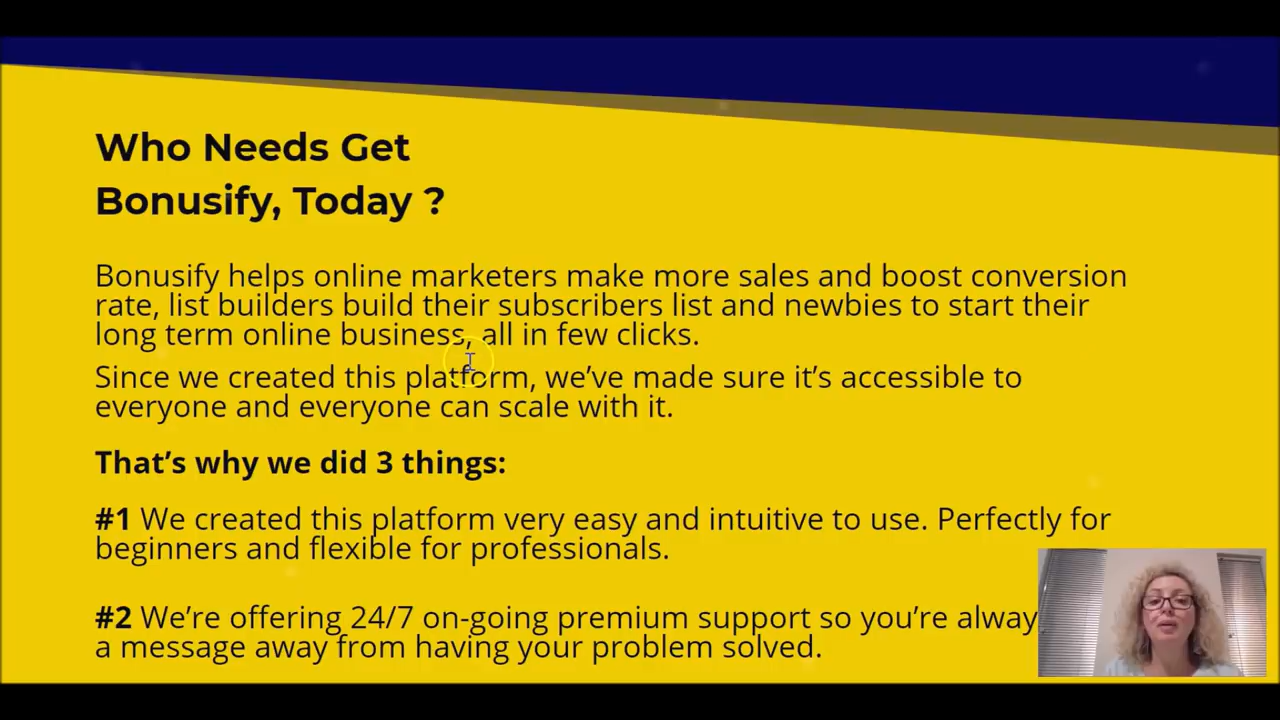 Who Needs Get
Bonusify, Today ?
Bonusify helps online marketers make more sales and boost conversion
rate, list builders build their subscribers list and newbies to start their
long term online business, all in few clicks.
Since we created this platform, we’ve made sure it’s accessible to
everyone and everyone can scale with it.
That’s why we did 3 things:
#1 We created this platform very easy and intuitive to use. Perfectly for
beginners and flexible for professionals.
#2 We’re offering 24/7 on-going premium support so you’re alway
a message away from having your problem solved.